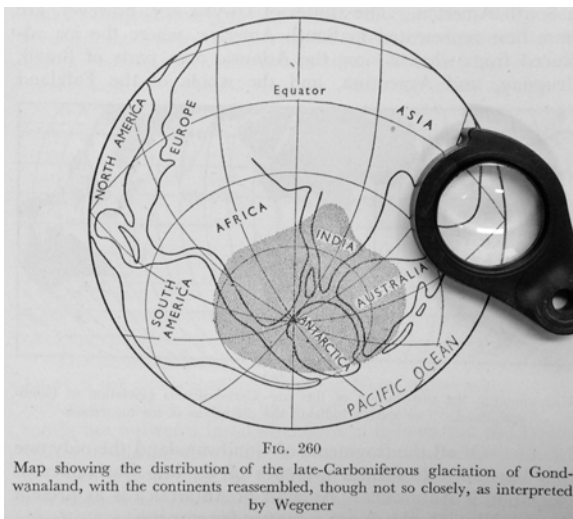 Equator
ASIA
NORTH AMERICA
EUROPE
AFRICA
INDIA
SOUTH
AMERICA
AUSTRALIA
ANTARCTICA
PACIFIC OCEAN
FIG. 260
Map showing the distribution of the late-Carboniferous glaciation of Gond-
wanaland, with the continents reassembled, though not so closely, as interpreted
by Wegener